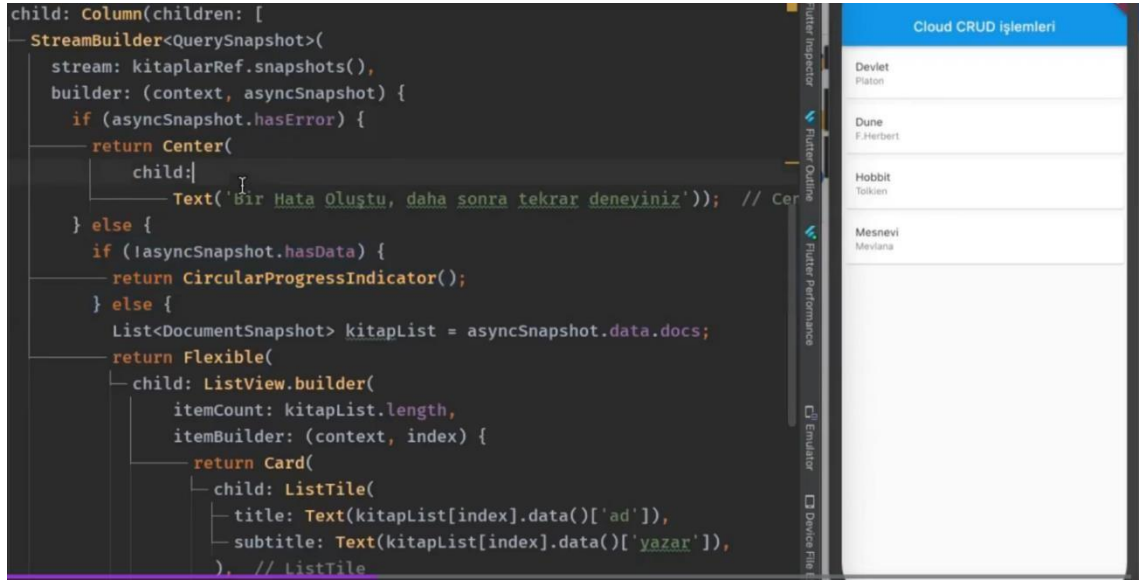 child: Column(children: [
StreamBuilder<QuerySnapshot>(
stream: kitaplarRef.snapshots(),
builder: (context, asyncSnapshot) {
if (asyncSnapshot.hasError) {
return Center(
child:
Text('Bir Hata Oluştu, daha sonra tekrar deneyiniz')); // Cer
} else {
if (!asyncSnapshot.hasData) {
return CircularProgressIndicator();
} else {
List<DocumentSnapshot> kitapList = asyncSnapshot.data.docs;
return Flexible(
child: ListView.builder(
itemCount: kitapList.length,
itemBuilder: (context, index) {
return Card(
child: ListTile(
title: Text(kitapList[index].data()['ad']),
subtitle: Text(kitapList[index].data()['yazar']),
), // ListTile
Flutter Inspector
Flutter Outline
Flutter Performance
Emulator
Device File
Cloud CRUD işlemleri
Devlet
Platon
Dune
F.Herbert
Hobbit
Tolkien
Mesnevi
Mevlana